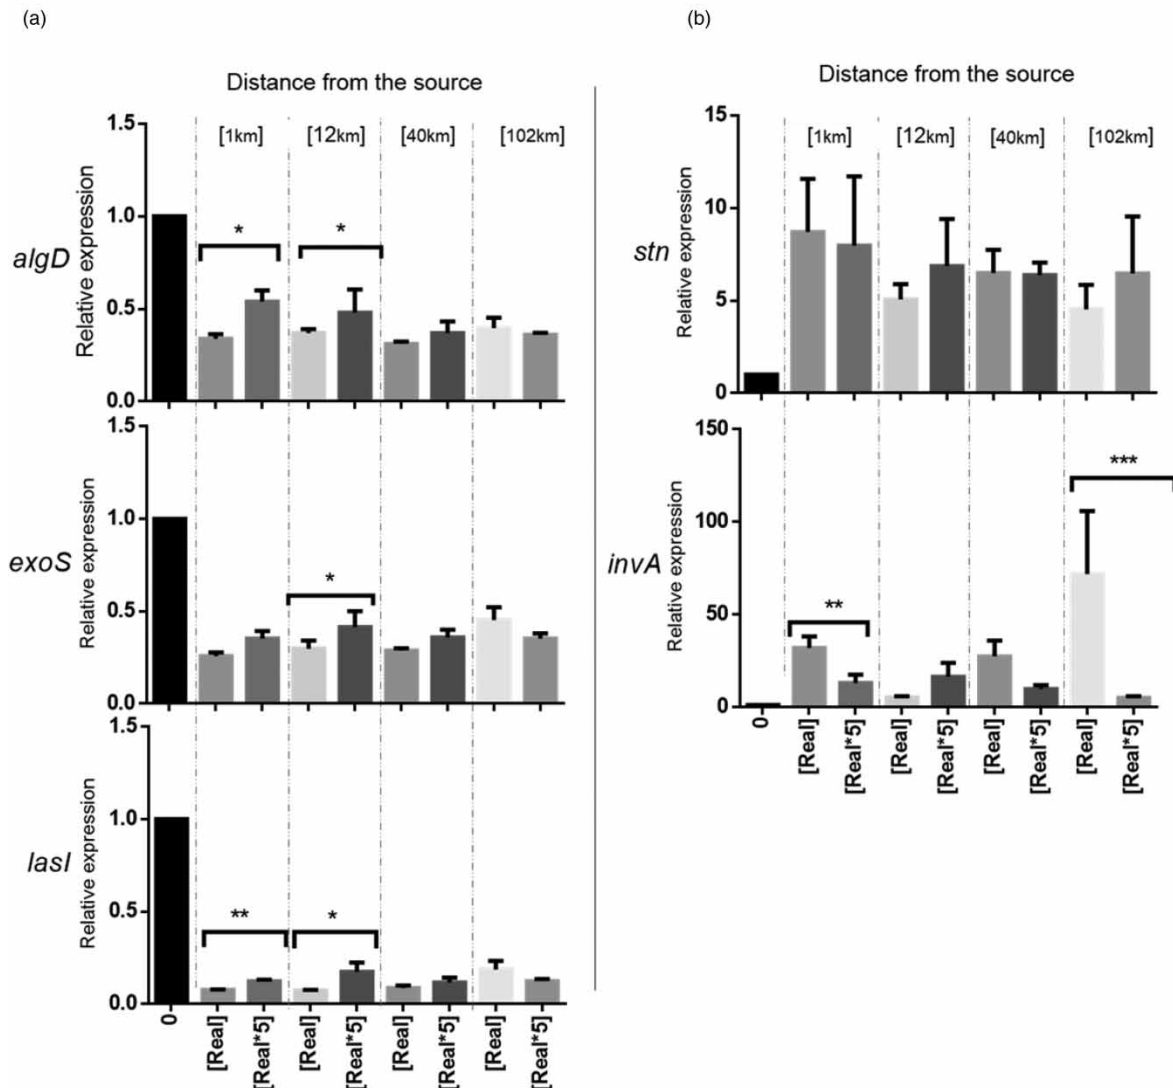 (a)
Distance from the source
[1km] [12km] [40km] [102km]
algD
Relative expression
1.5
1.0
0.5
0.0
*
*
exoS
Relative expression
1.5
1.0
0.5
0.0
*
lasI
Relative expression
1.5
1.0
0.5
0.0
**
*
0 [Real] [Real*5] [Real] [Real*5] [Real] [Real*5] [Real] [Real*5]
(b)
Distance from the source
[1km] [12km] [40km] [102km]
stn
Relative expression
15
10
5
0
invA
Relative expression
150
100
50
0
**
***
0 [Real] [Real*5] [Real] [Real*5] [Real] [Real*5] [Real] [Real*5]